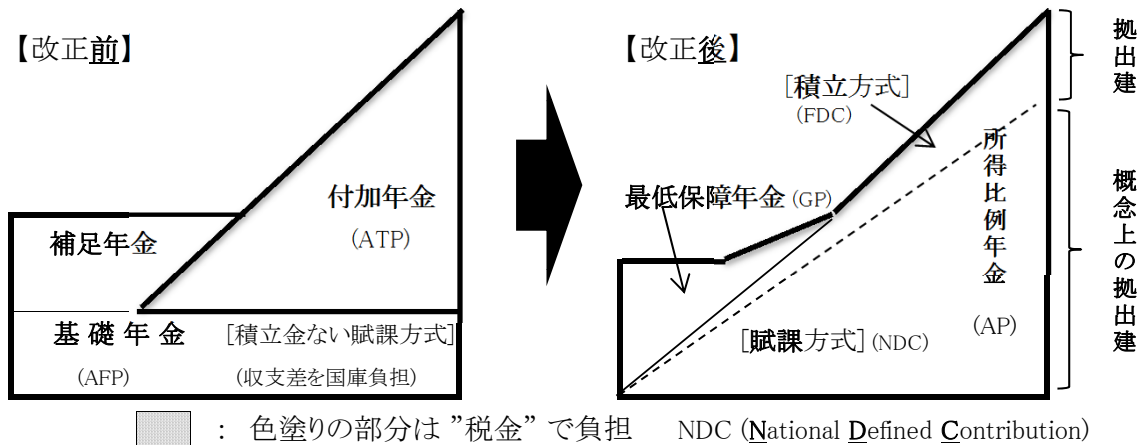 【改正前】
付加年金
(ATP)
補足年金
基礎年金
(AFP)
[積立金ない賦課方式]
(収支差を国庫負担)
【改正後】
[積立方式]
(FDC)
最低保障年金 (GP)
所得比例年金
(AP)
[賦課方式] (NDC)
拠出建
概念上の拠出建
： 色塗りの部分は ”税金” で負担
NDC (National Defined Contribution)